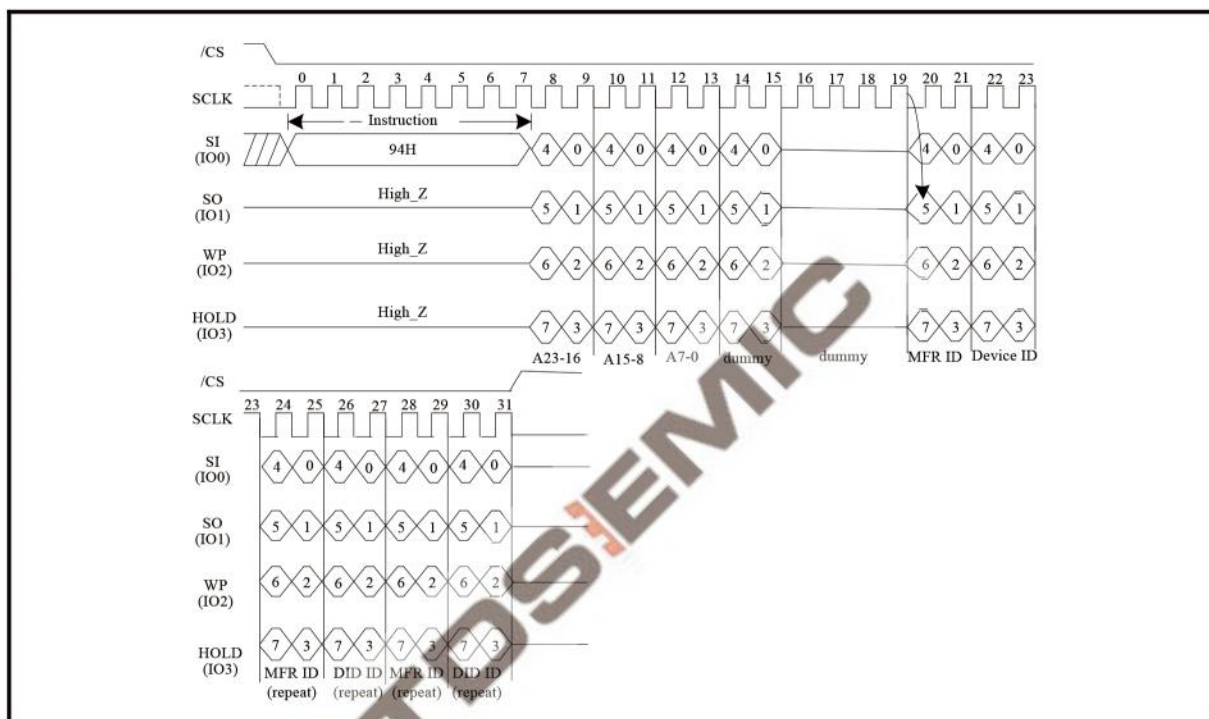 /CS
0 1 2 3 4 5 6 7 8 9 10 11 12 13 14 15 16 17 18 19 20 21 22 23
SCLK
Instruction
SI
(IO0)
94H
4 0 4 0 4 0 4 0 4 0 4 0
SO
(IO1)
High_Z
5 1 5 1 5 1 5 1 5 1 5 1
WP
(IO2)
High_Z
6 2 6 2 6 2 6 2 6 2 6 2
HOLD
(IO3)
High_Z
7 3 7 3 7 3 7 3 7 3 7 3
A23-16 A15-8 A7-0 dummy dummy MFR ID Device ID
/CS
23 24 25 26 27 28 29 30 31
SCLK
SI
(IO0)
4 0 4 0 4 0 4 0
SO
(IO1)
5 1 5 1 5 1 5 1
WP
(IO2)
6 2 6 2 6 2 6 2
HOLD
(IO3)
7 3 7 3 7 3 7 3
MFR ID DID ID MFR ID DID ID
(repeat) (repeat) (repeat) (repeat)